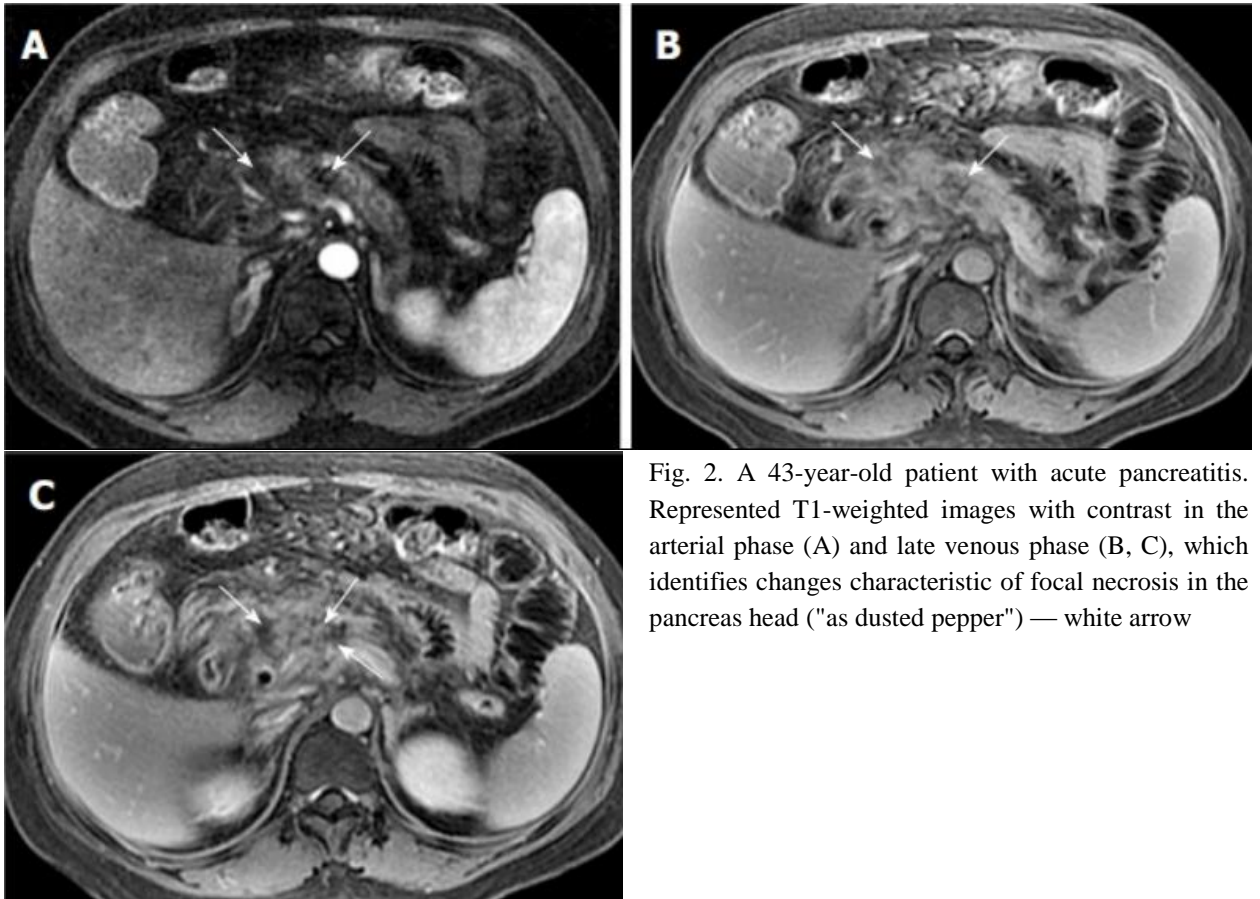 A
B
C
Fig. 2. A 43-year-old patient with acute pancreatitis.
Represented T1-weighted images with contrast in the
arterial phase (A) and late venous phase (B, C), which
identifies changes characteristic of focal necrosis in the
pancreas head ("as dusted pepper") — white arrow